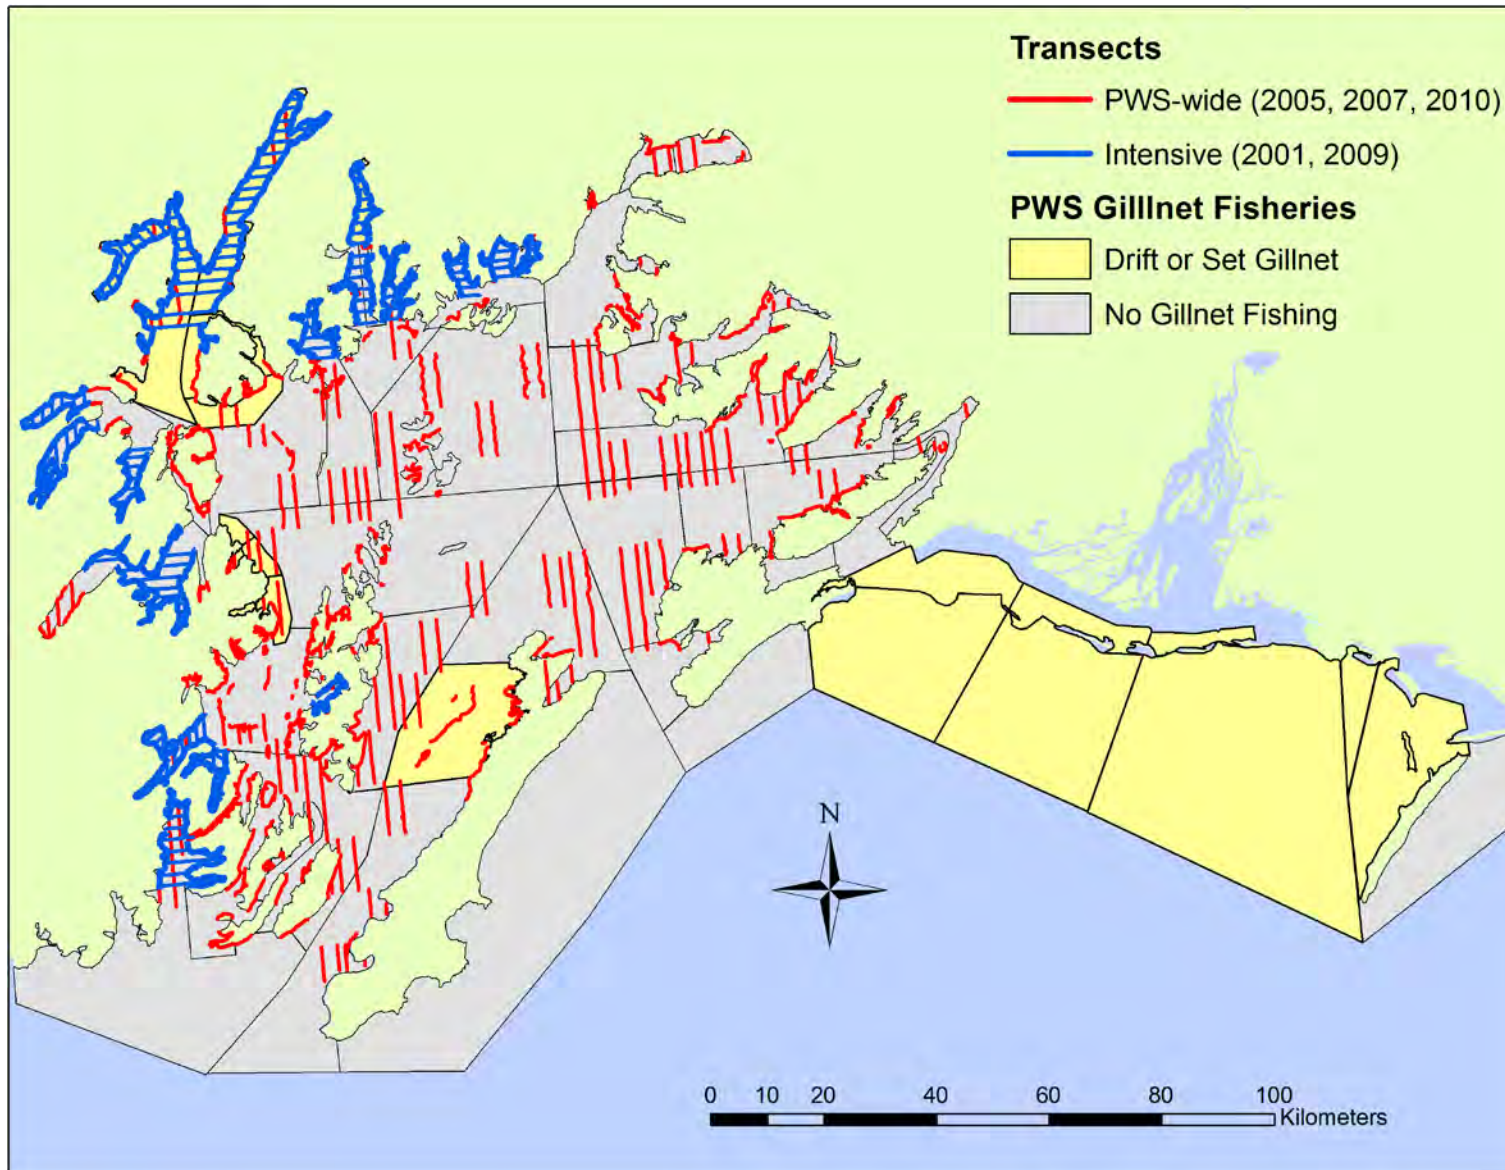 Transects
PWS-wide (2005, 2007, 2010)
Intensive (2001, 2009)
PWS Gilllnet Fisheries
Drift or Set Gillnet
No Gillnet Fishing
N
0 10 20 40 60 80 100
Kilometers